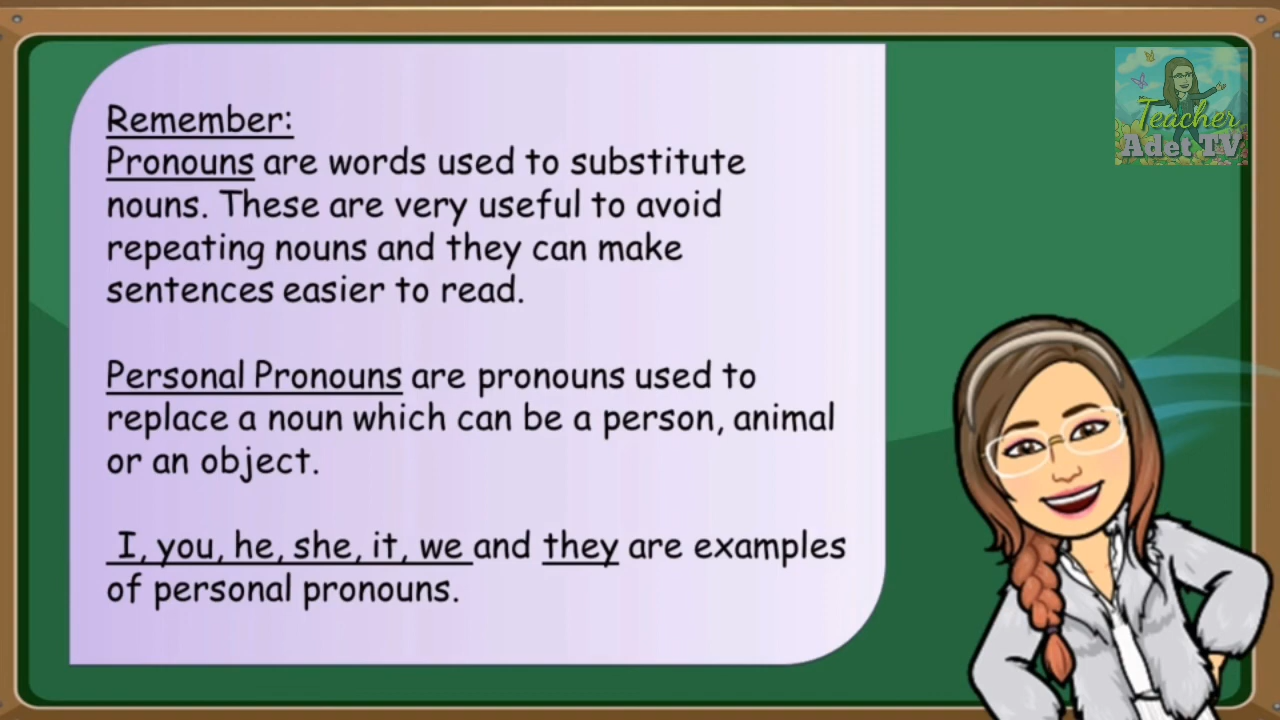 Remember:
Pronouns are words used to substitute
nouns. These are very useful to avoid
repeating nouns and they can make
sentences easier to read.
Personal Pronouns are pronouns used to
replace a noun which can be a person, animal
or an object.
I, you, he, she, it, we and they are examples
of personal pronouns.
Teacher
Adet TV